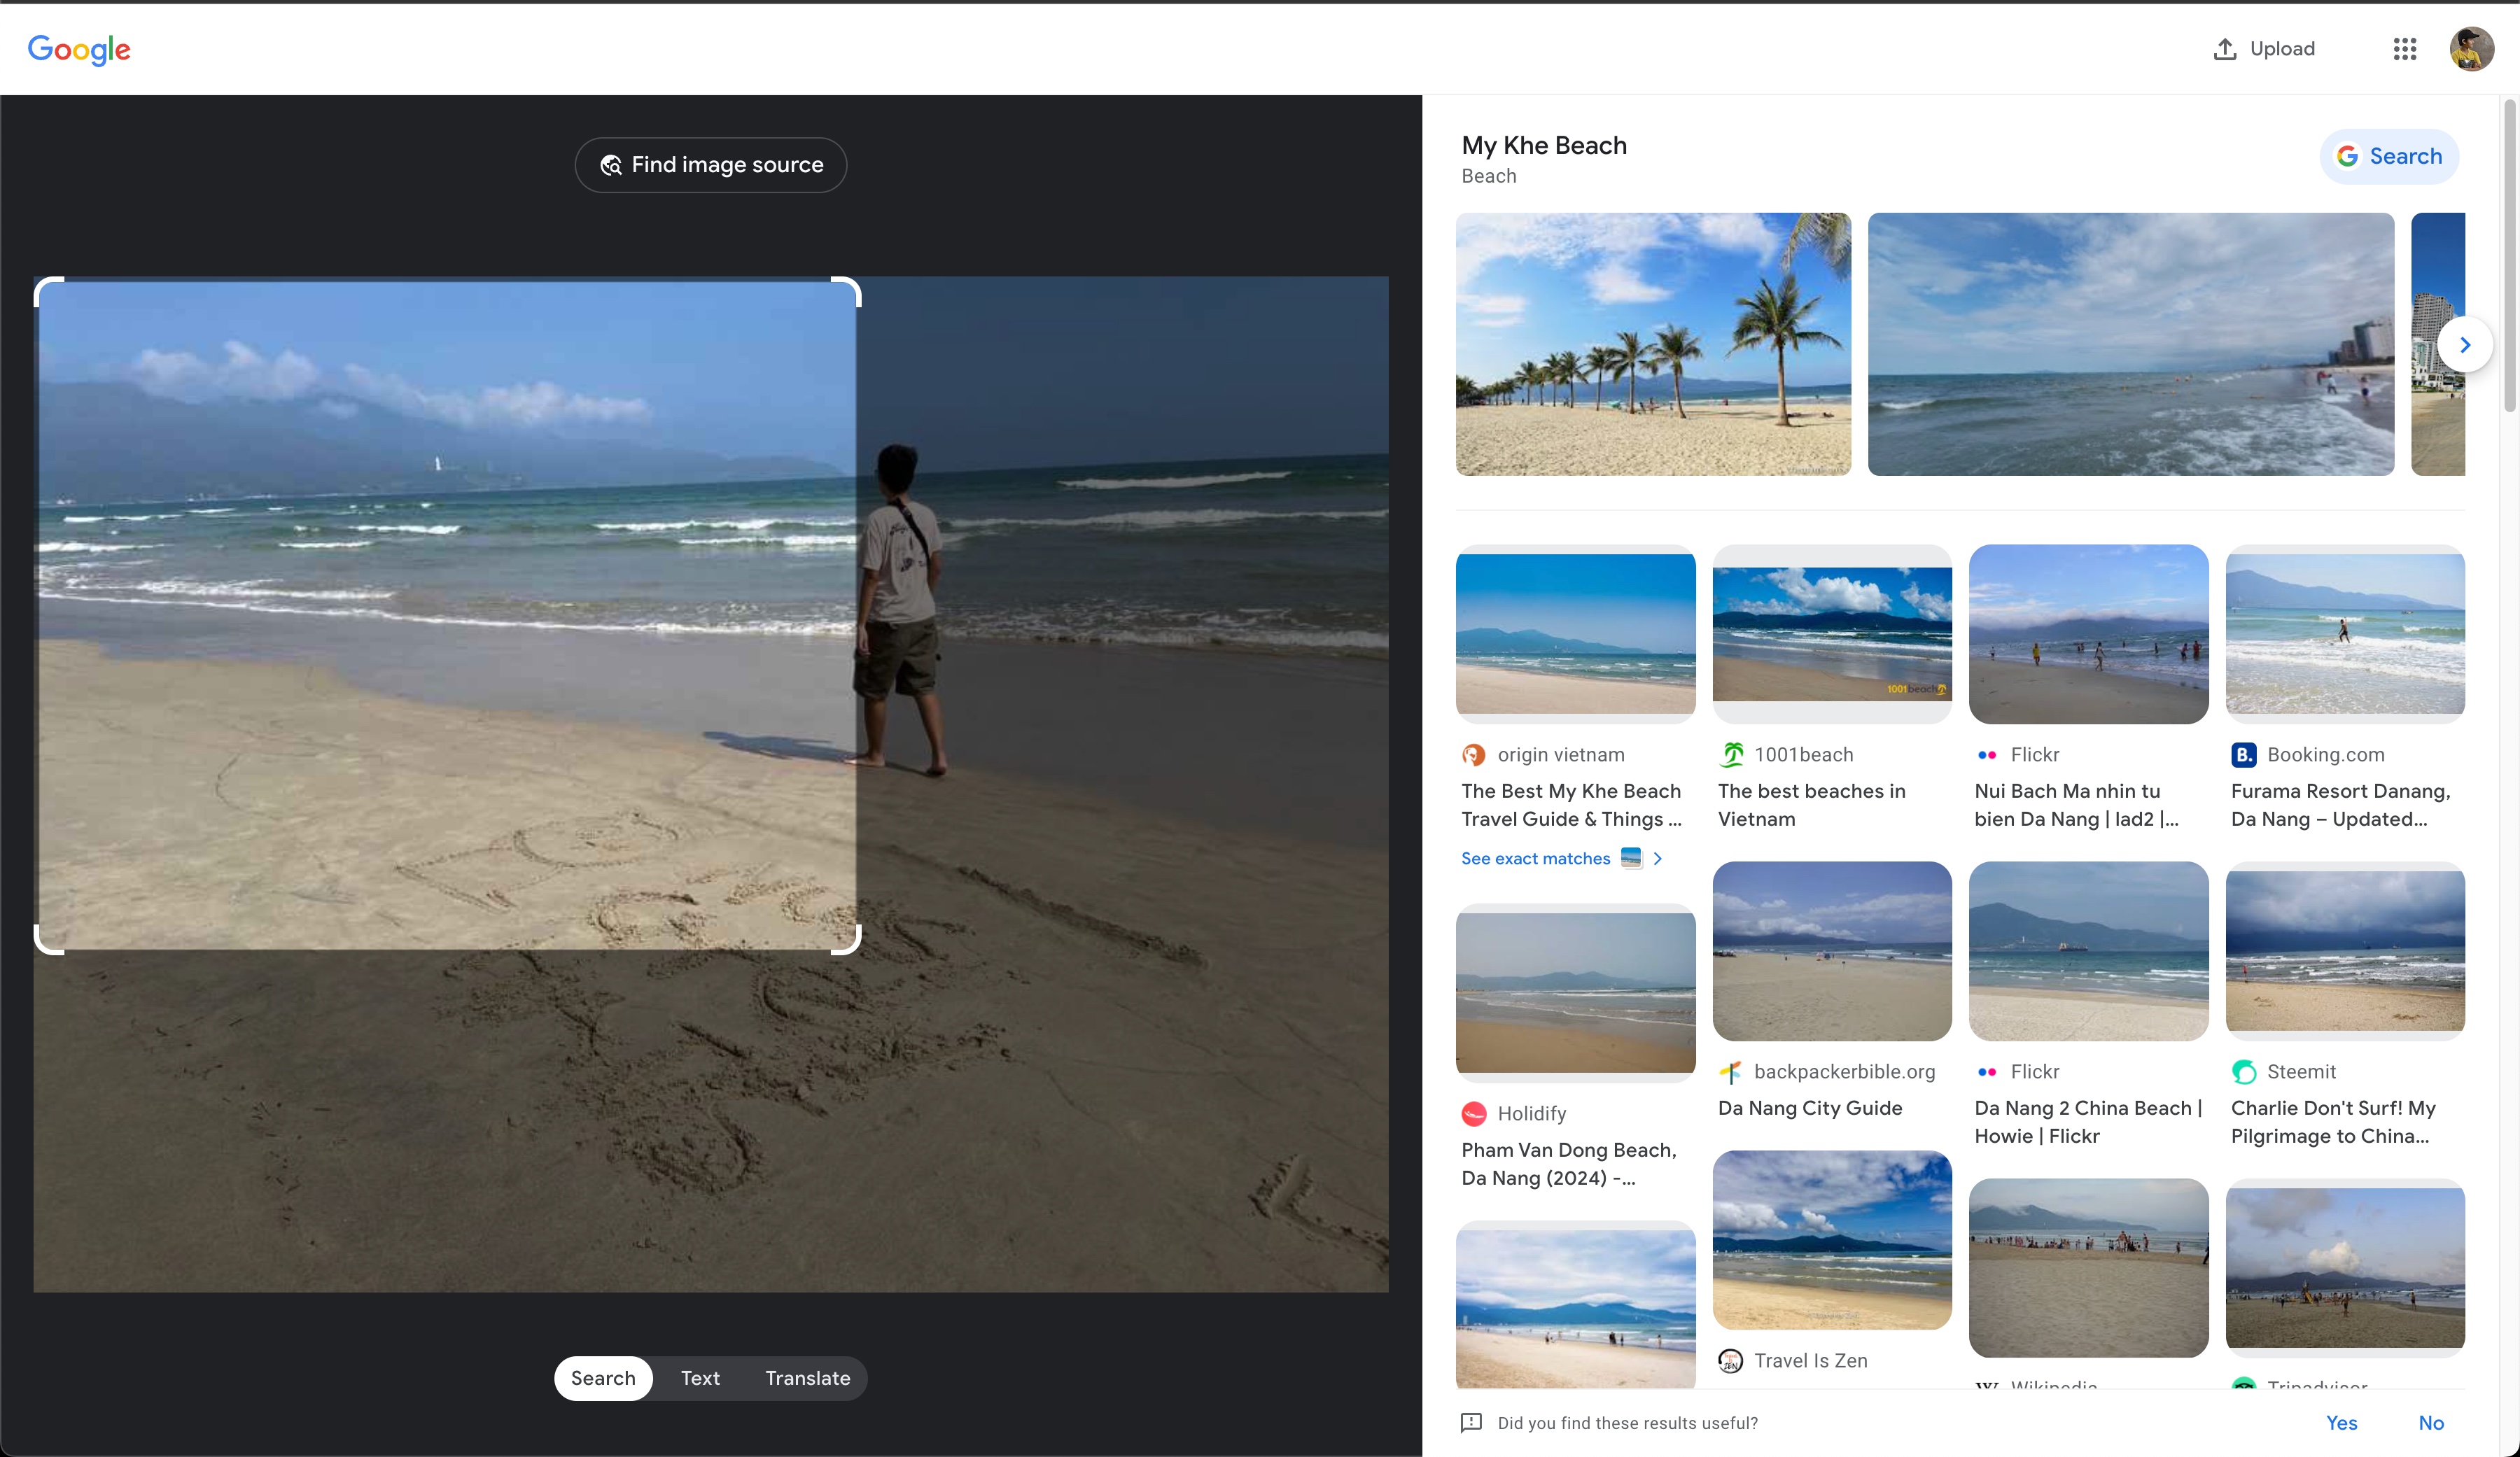 Google
Upload
Find image source
My Khe Beach
Beach
Search
origin vietnam
The Best My Khe Beach
Travel Guide & Things ...
See exact matches
1001beach
1001beach
The best beaches in
Vietnam
Flickr
Nui Bach Ma nhin tu
bien Da Nang | lad2 |...
B.
Booking.com
Furama Resort Danang,
Da Nang – Updated...
Holidify
Pham Van Dong Beach,
Da Nang (2024) -...
backpackerbible.org
Da Nang City Guide
Flickr
Da Nang 2 China Beach |
Howie | Flickr
Steemit
Charlie Don't Surf! My
Pilgrimage to China...
Travel Is Zen
W Wikipedia
Tripadvisor
Search
Text
Translate
Did you find these results useful?
Yes
No